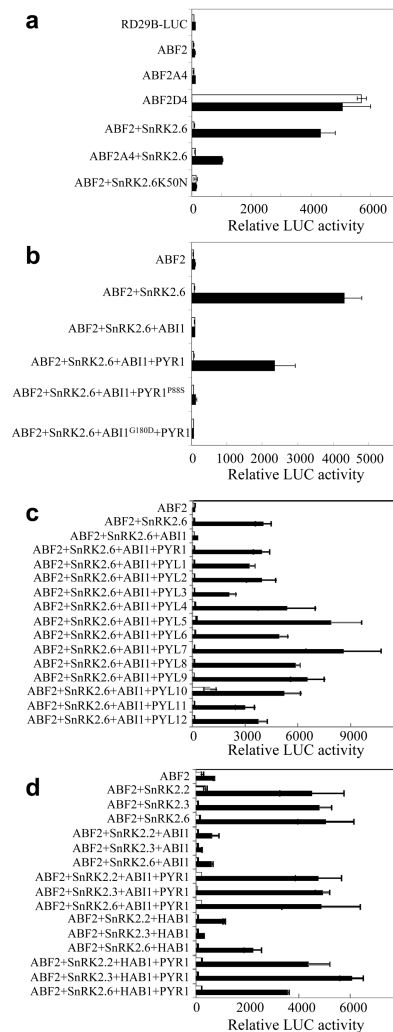 a
RD29B-LUC
ABF2
ABF2A4
ABF2D4
ABF2+SnRK2.6
ABF2A4+SnRK2.6
ABF2+SnRK2.6K50N
0 2000 4000 6000
Relative LUC activity
b
ABF2
ABF2+SnRK2.6
ABF2+SnRK2.6+ABI1
ABF2+SnRK2.6+ABI1+PYR1
ABF2+SnRK2.6+ABI1+PYR1P88S
ABF2+SnRK2.6+ABI1G180D+PYR1
0 1000 2000 3000 4000 5000
Relative LUC activity
c
ABF2
ABF2+SnRK2.6
ABF2+SnRK2.6+ABI1
ABF2+SnRK2.6+ABI1+PYR1
ABF2+SnRK2.6+ABI1+PYL1
ABF2+SnRK2.6+ABI1+PYL2
ABF2+SnRK2.6+ABI1+PYL3
ABF2+SnRK2.6+ABI1+PYL4
ABF2+SnRK2.6+ABI1+PYL5
ABF2+SnRK2.6+ABI1+PYL6
ABF2+SnRK2.6+ABI1+PYL7
ABF2+SnRK2.6+ABI1+PYL8
ABF2+SnRK2.6+ABI1+PYL9
ABF2+SnRK2.6+ABI1+PYL10
ABF2+SnRK2.6+ABI1+PYL11
ABF2+SnRK2.6+ABI1+PYL12
0 3000 6000 9000
Relative LUC activity
d
ABF2
ABF2+SnRK2.2
ABF2+SnRK2.3
ABF2+SnRK2.6
ABF2+SnRK2.2+ABI1
ABF2+SnRK2.3+ABI1
ABF2+SnRK2.6+ABI1
ABF2+SnRK2.2+ABI1+PYR1
ABF2+SnRK2.3+ABI1+PYR1
ABF2+SnRK2.6+ABI1+PYR1
ABF2+SnRK2.2+HAB1
ABF2+SnRK2.3+HAB1
ABF2+SnRK2.6+HAB1
ABF2+SnRK2.2+HAB1+PYR1
ABF2+SnRK2.3+HAB1+PYR1
ABF2+SnRK2.6+HAB1+PYR1
0 2000 4000 6000
Relative LUC activity